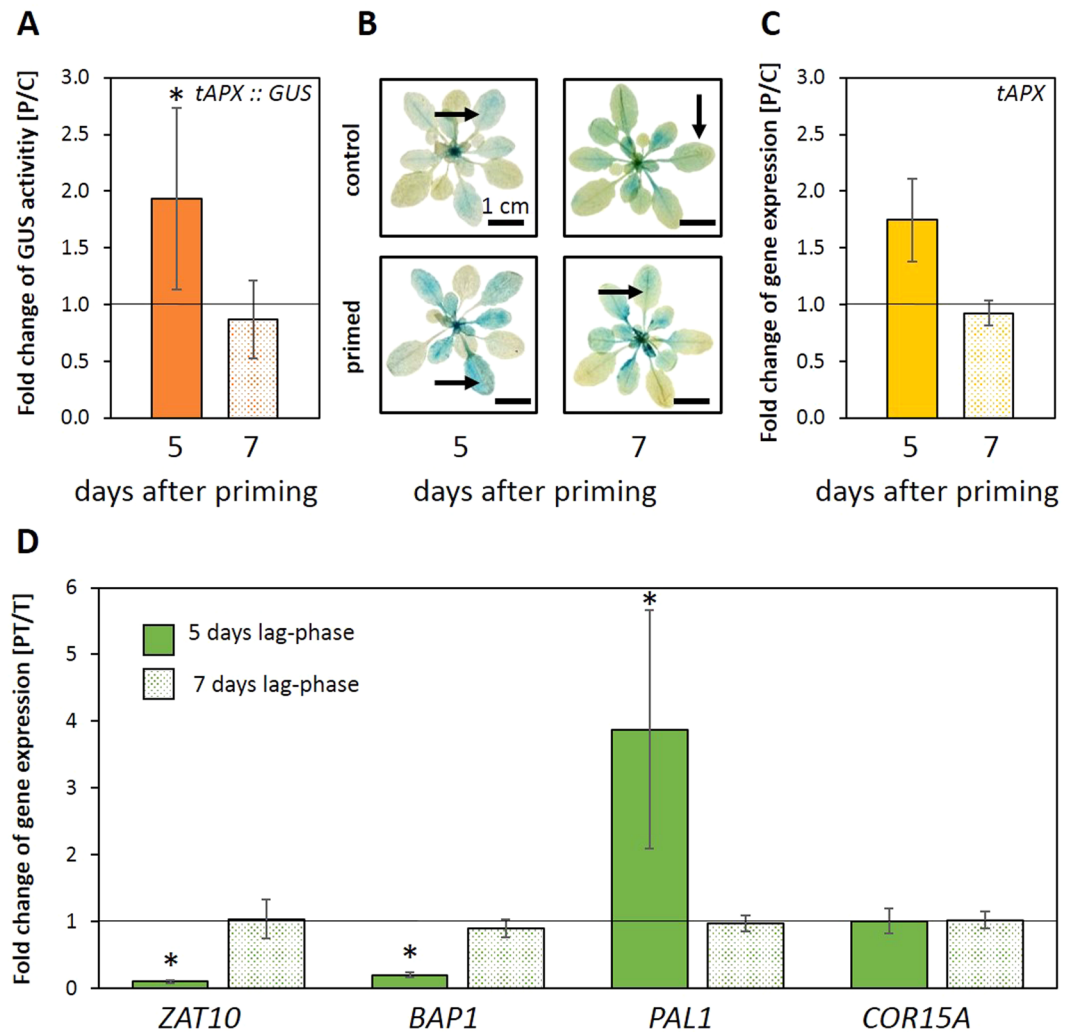 A
Fold change of GUS activitiy [P/C]
3.0
2.5
2.0
1.5
1.0
0.5
0.0
* tAPX :: GUS
5 7
days after priming
B
control
primed
1 cm
5 7
days after priming
C
Fold change of gene expression [P/C]
3.0
2.5
2.0
1.5
1.0
0.5
0.0
tAPX
5 7
days after priming
D
Fold change of gene expression [PT/T]
6
5
4
3
2
1
0
5 days lag-phase
7 days lag-phase
*
*
*
ZAT10 BAP1 PAL1 COR15A